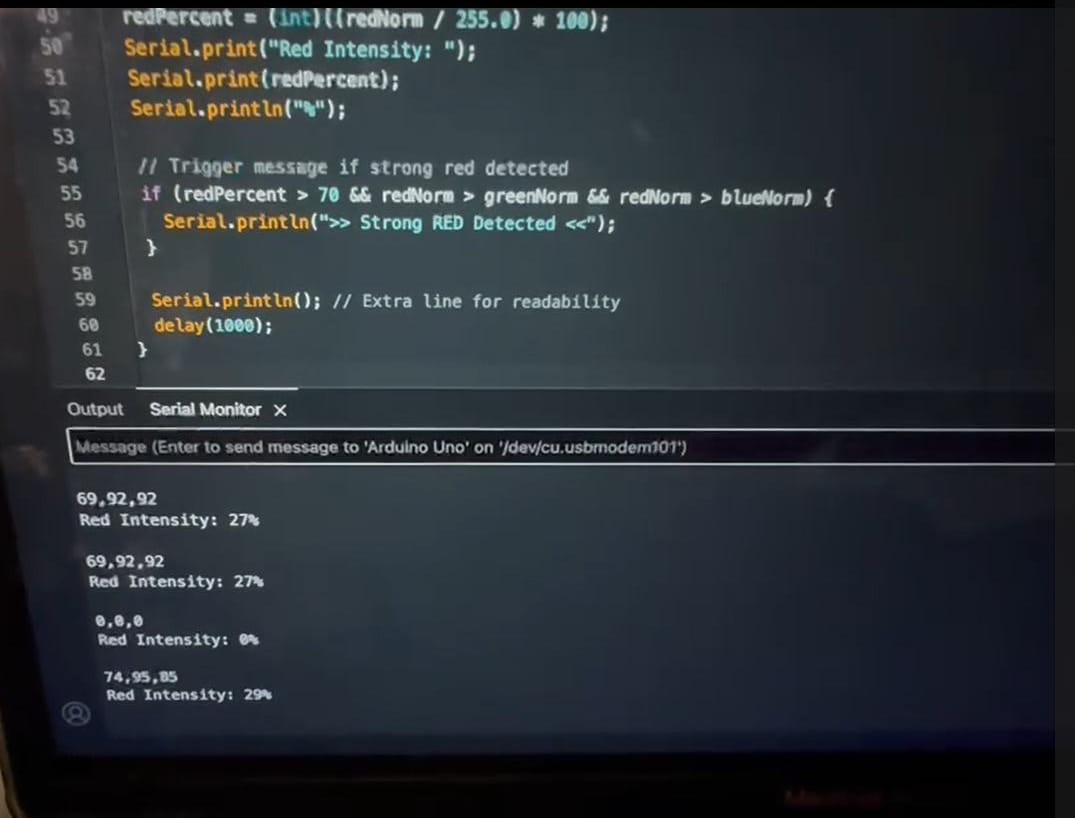 49 redPercent = (int)((redNorm / 255.0) * 100);
50 Serial.print("Red Intensity: ");
51 Serial.print(redPercent);
52 Serial.println("%");
53
54 // Trigger message if strong red detected
55 if (redPercent > 70 && redNorm > greenNorm && redNorm > blueNorm) {
56 Serial.println(">> Strong RED Detected <<");
57 }
58
59 Serial.println(); // Extra line for readability
60 delay(1000);
61 }
62
Output Serial Monitor X
Message (Enter to send message to 'Arduino Uno' on '/dev/cu.usbmodem101')
69,92,92
Red Intensity: 27%
69,92,92
Red Intensity: 27%
0,0,0
Red Intensity: 0%
74,95,85
Red Intensity: 29%